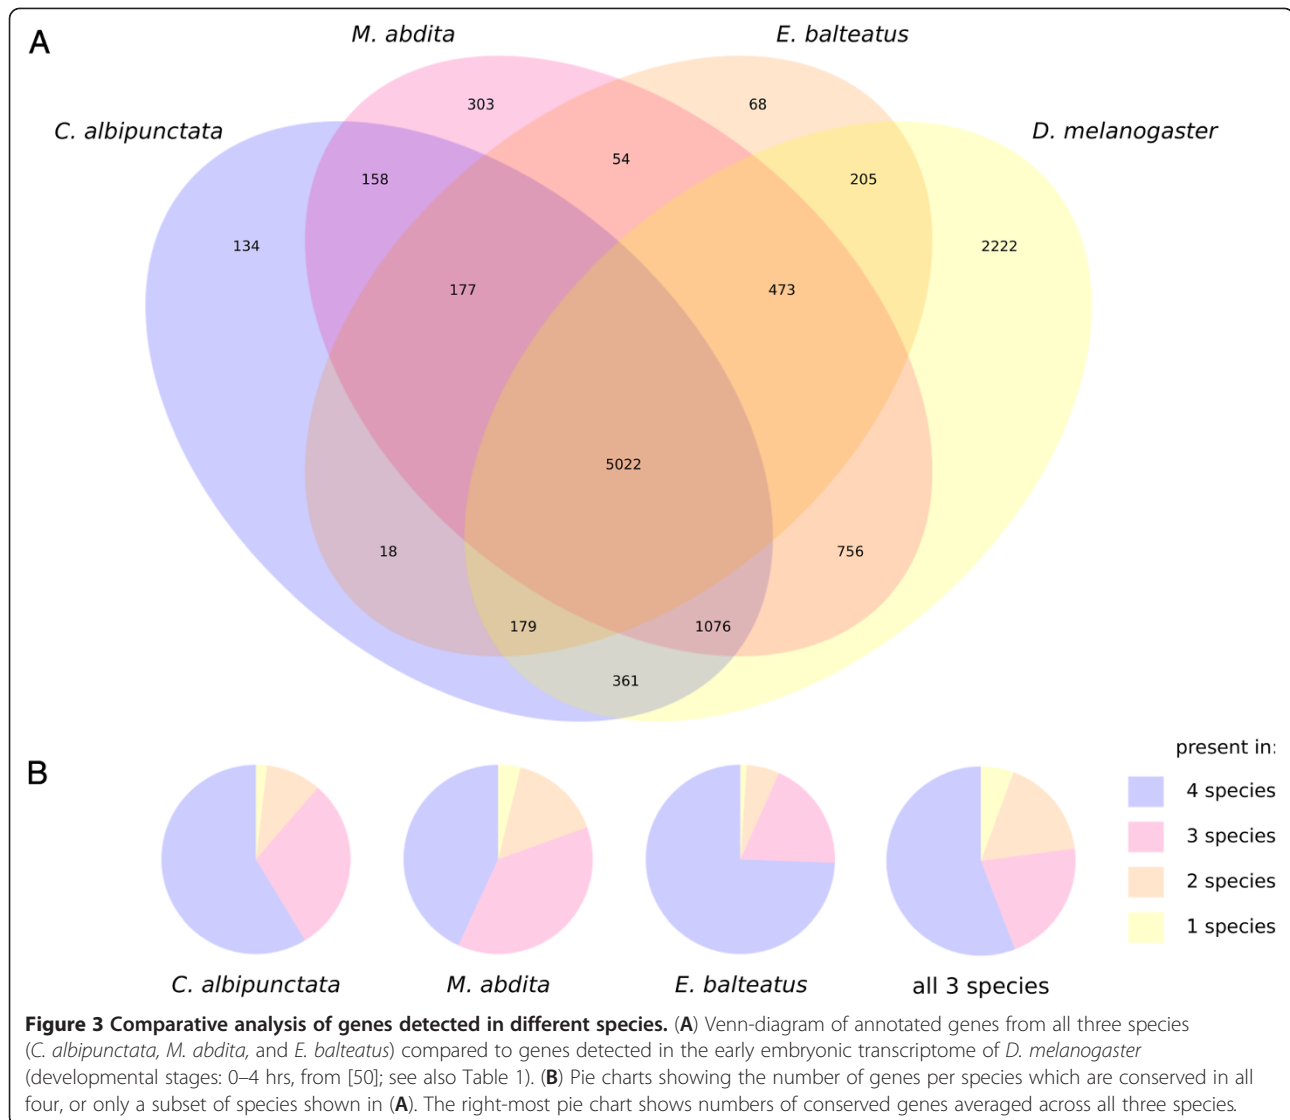 A
M. abdita
E. balteatus
C. albipunctata
D. melanogaster
303
68
54
158
205
134
2222
177
473
5022
18
756
179
1076
361
B
present in:
4 species
3 species
2 species
1 species
C. albipunctata
M. abdita
E. balteatus
all 3 species
Figure 3 Comparative analysis of genes detected in different species. (A) Venn-diagram of annotated genes from all three species
(C. albipunctata, M. abdita, and E. balteatus) compared to genes detected in the early embryonic transcriptome of D. melanogaster
(developmental stages: 0–4 hrs, from [50]; see also Table 1). (B) Pie charts showing the number of genes per species which are conserved in all
four, or only a subset of species shown in (A). The right-most pie chart shows numbers of conserved genes averaged across all three species.